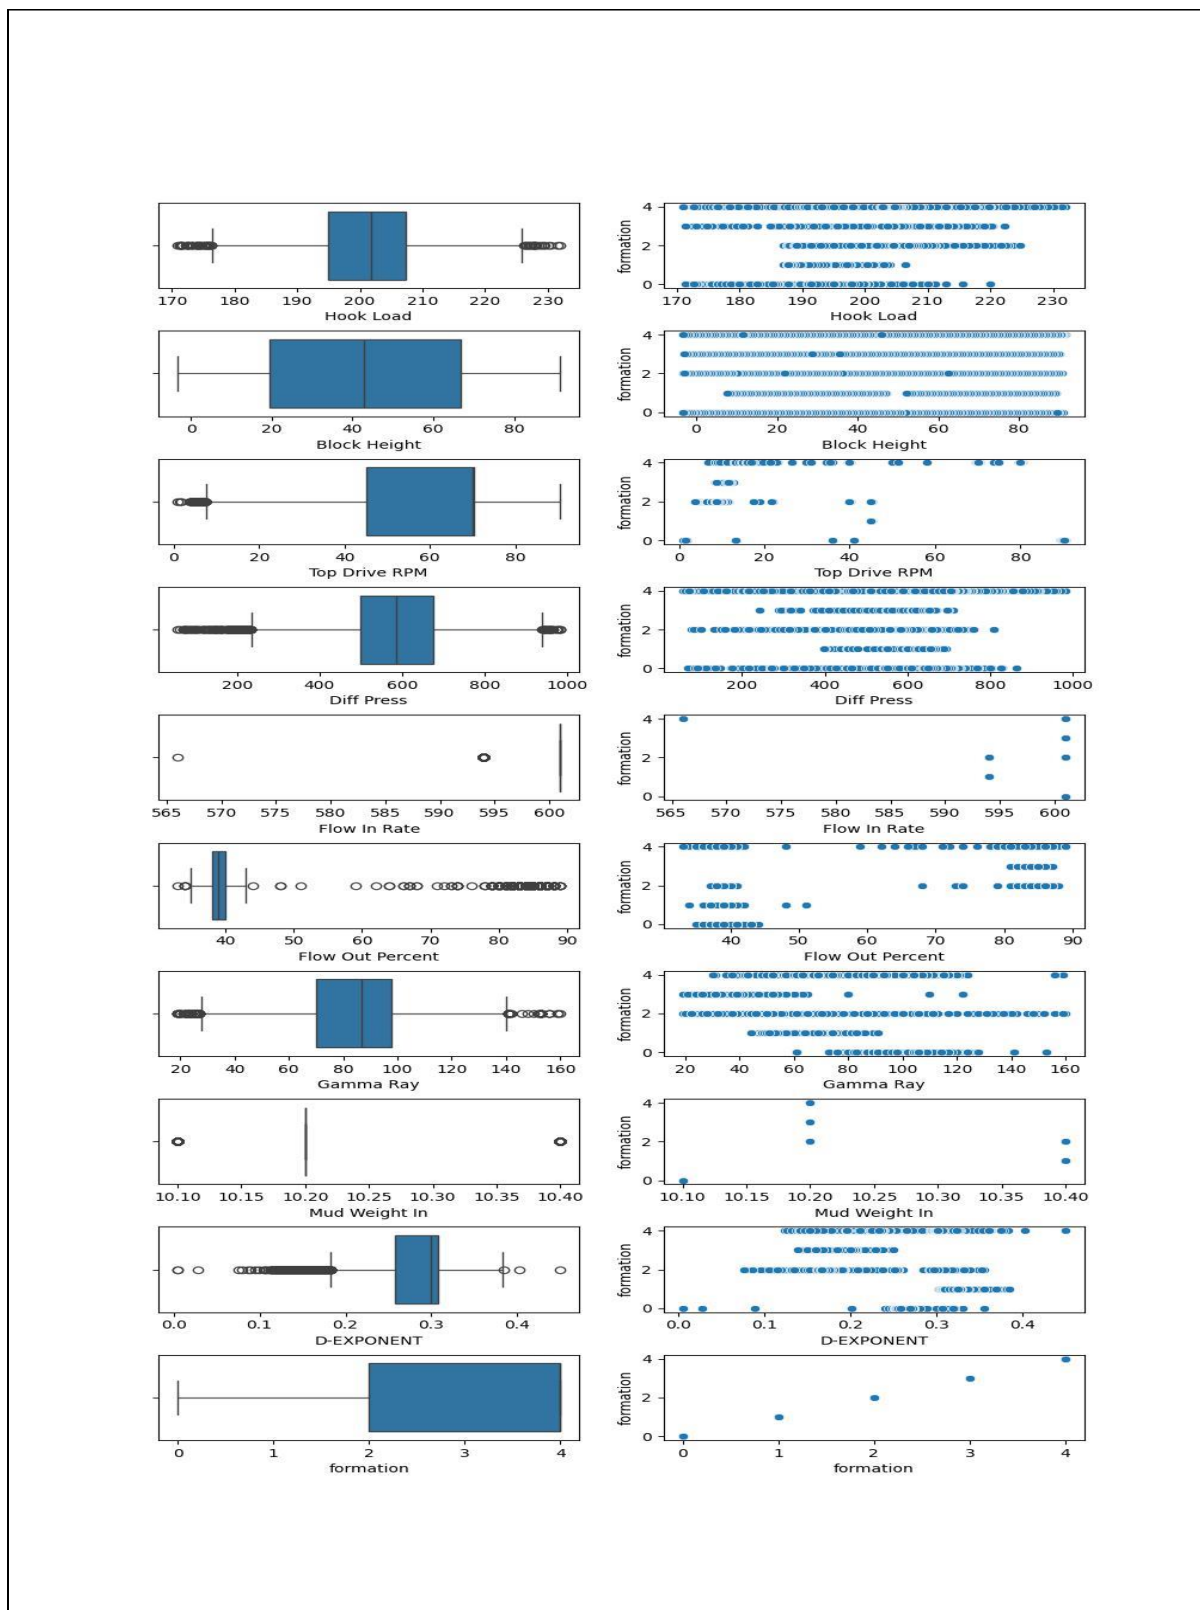 4
2
0
formation
170 180 190 200 210 220 230
Hook Load
170 180 190 200 210 220 230
Hook Load
4
2
0
formation
0 20 40 60 80
Block Height
0 20 40 60 80
Block Height
4
2
0
formation
0 20 40 60 80
Top Drive RPM
0 20 40 60 80
Top Drive RPM
4
2
0
formation
200 400 600 800 1000
Diff Press
200 400 600 800 1000
Diff Press
4
2
0
formation
565 570 575 580 585 590 595 600
Flow In Rate
565 570 575 580 585 590 595 600
Flow In Rate
4
2
0
formation
40 50 60 70 80 90
Flow Out Percent
40 50 60 70 80 90
Flow Out Percent
4
2
0
formation
20 40 60 80 100 120 140 160
Gamma Ray
20 40 60 80 100 120 140 160
Gamma Ray
4
2
0
formation
10.10 10.15 10.20 10.25 10.30 10.35 10.40
Mud Weight In
10.10 10.15 10.20 10.25 10.30 10.35 10.40
Mud Weight In
4
2
0
formation
0.0 0.1 0.2 0.3 0.4
D-EXPONENT
0.0 0.1 0.2 0.3 0.4
D-EXPONENT
4
2
0
formation
0 1 2 3 4
formation
0 1 2 3 4
formation